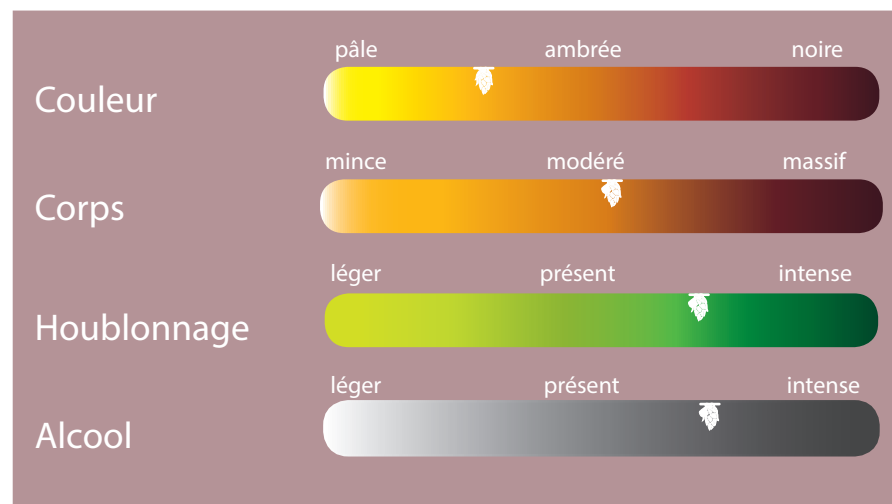 pâle ambrée noire
Couleur
mince modéré massif
Corps
léger présent intense
Houblonnage
léger présent intense
Alcool